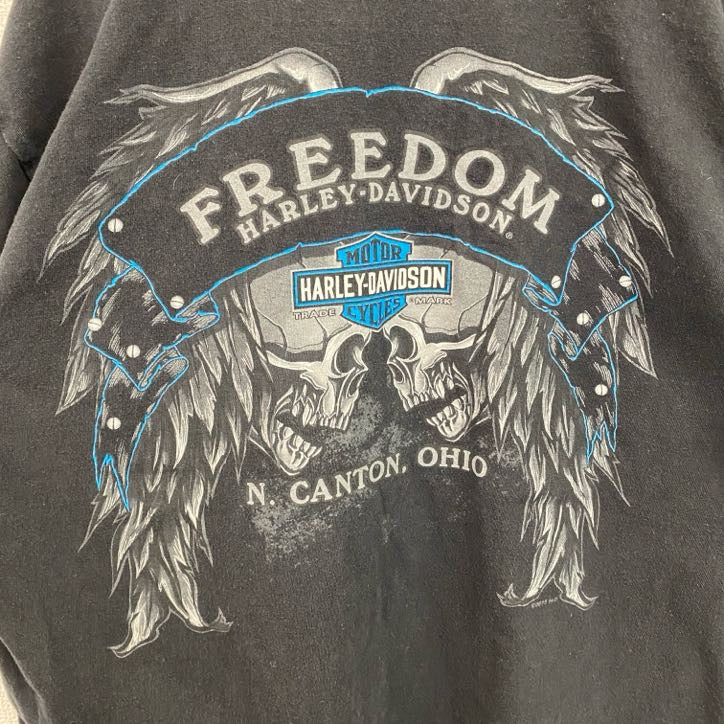 FREEDOM
HARLEY-DAVIDSON®
MOTOR
HARLEY-DAVIDSON
TRADE ® MARK
CYCLES
N. CANTON, OHIO